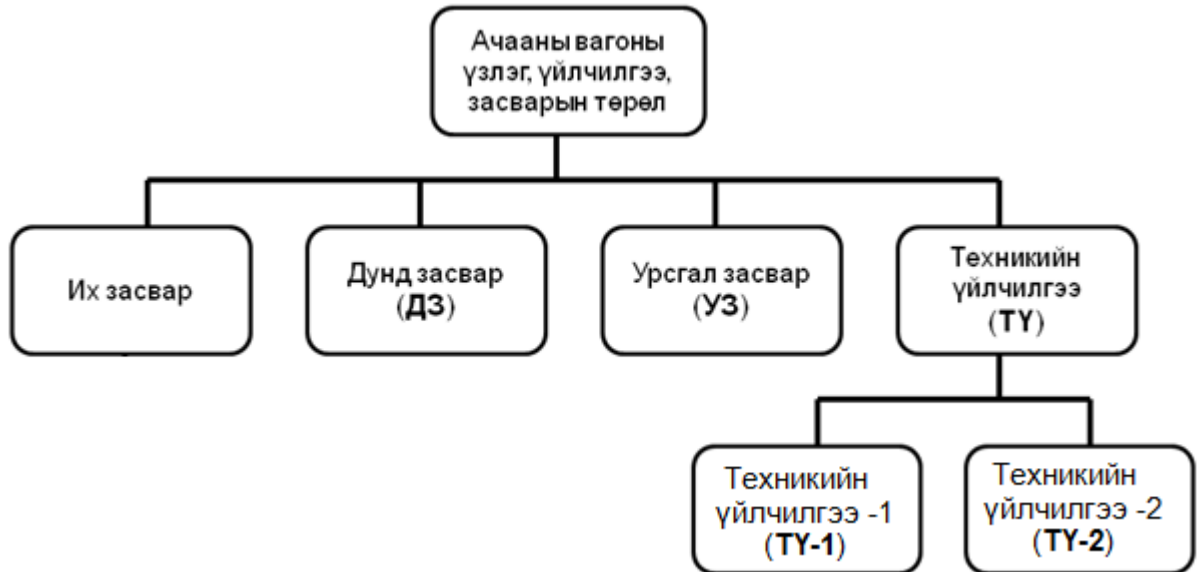 Ачааны вагоны
үзлэг, үйлчилгээ,
засварын төрөл
Их засвар
Дунд засвар
(ДЗ)
Урсгал засвар
(УЗ)
Техникийн
үйлчилгээ
(ТҮ)
Техникийн
үйлчилгээ -1
(ТҮ-1)
Техникийн
үйлчилгээ -2
(ТҮ-2)